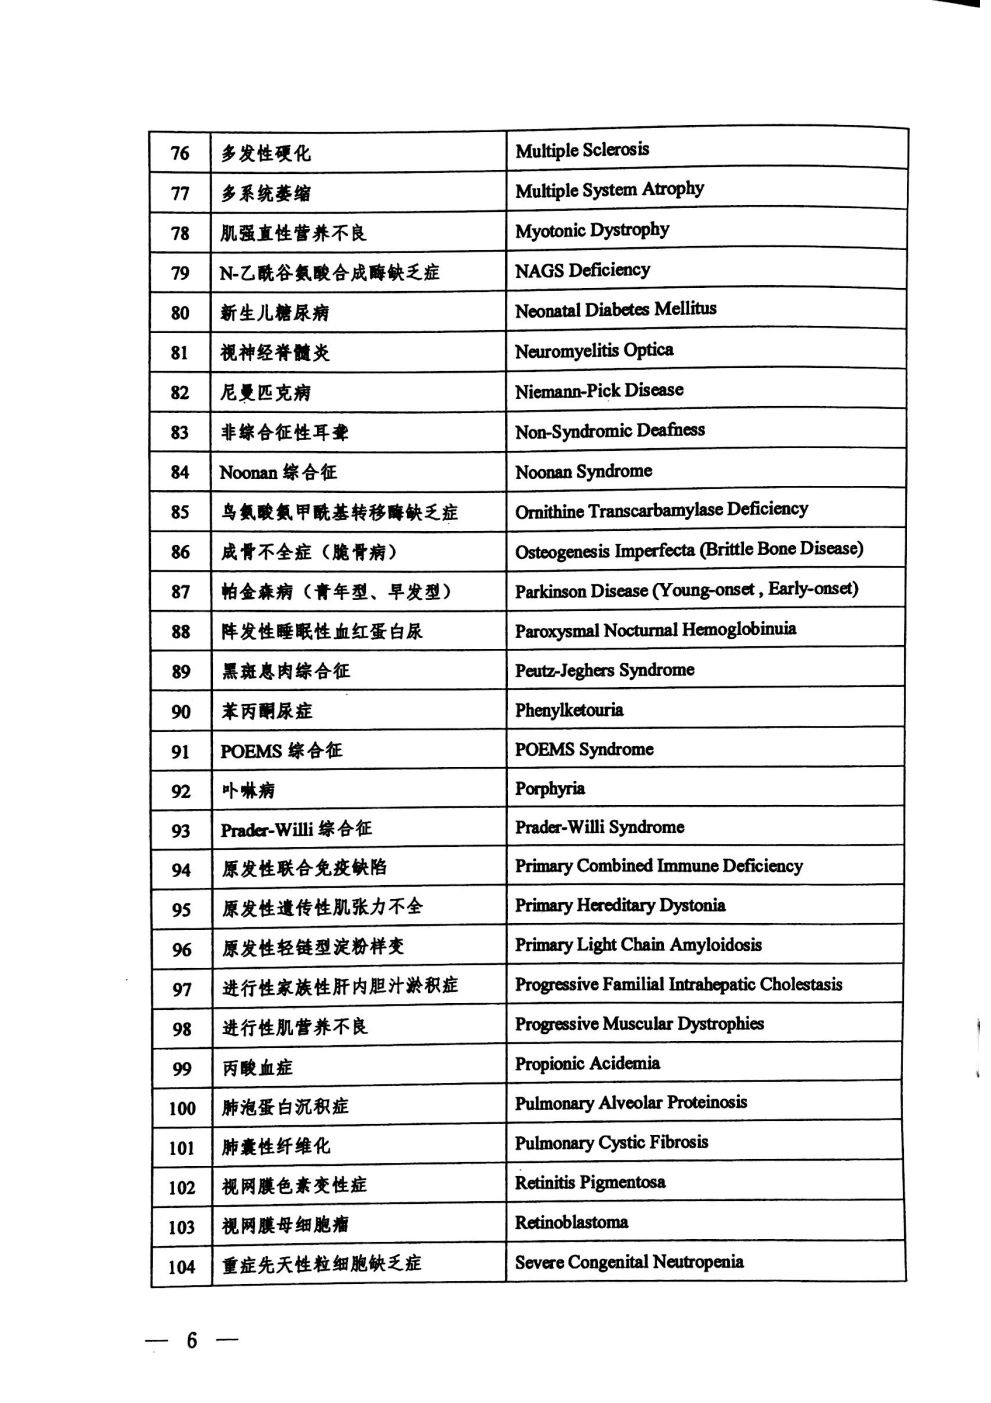 76 多发性硬化 Multiple Sclerosis
77 多系统萎缩 Multiple System Atrophy
78 肌强直性营养不良 Myotonic Dystrophy
79 N-乙酰谷氨酸合成酶缺乏症 NAGS Deficiency
80 新生儿糖尿病 Neonatal Diabetes Mellitus
81 视神经脊髓炎 Neuromyelitis Optica
82 尼曼匹克病 Niemann-Pick Disease
83 非综合征性耳聋 Non-Syndromic Deafness
84 Noonan 综合征 Noonan Syndrome
85 鸟氨酸氨甲酰基转移酶缺乏症 Ornithine Transcarbamylase Deficiency
86 成骨不全症（脆骨病） Osteogenesis Imperfecta (Brittle Bone Disease)
87 帕金森病（青年型、早发型） Parkinson Disease (Young-onset , Early-onset)
88 阵发性睡眠性血红蛋白尿 Paroxysmal Nocturnal Hemoglobinuia
89 黑斑息肉综合征 Peutz-Jeghers Syndrome
90 苯丙酮尿症 Phenylketouria
91 POEMS 综合征 POEMS Syndrome
92 卟啉病 Porphyria
93 Prader-Willi 综合征 Prader-Willi Syndrome
94 原发性联合免疫缺陷 Primary Combined Immune Deficiency
95 原发性遗传性肌张力不全 Primary Hereditary Dystonia
96 原发性轻链型淀粉样变 Primary Light Chain Amyloidosis
97 进行性家族性肝内胆汁淤积症 Progressive Familial Intrahepatic Cholestasis
98 进行性肌营养不良 Progressive Muscular Dystrophies
99 丙酸血症 Propionic Acidemia
100 肺泡蛋白沉积症 Pulmonary Alveolar Proteinosis
101 肺囊性纤维化 Pulmonary Cystic Fibrosis
102 视网膜色素变性症 Retinitis Pigmentosa
103 视网膜母细胞瘤 Retinoblastoma
104 重症先天性粒细胞缺乏症 Severe Congenital Neutropenia
— 6 —